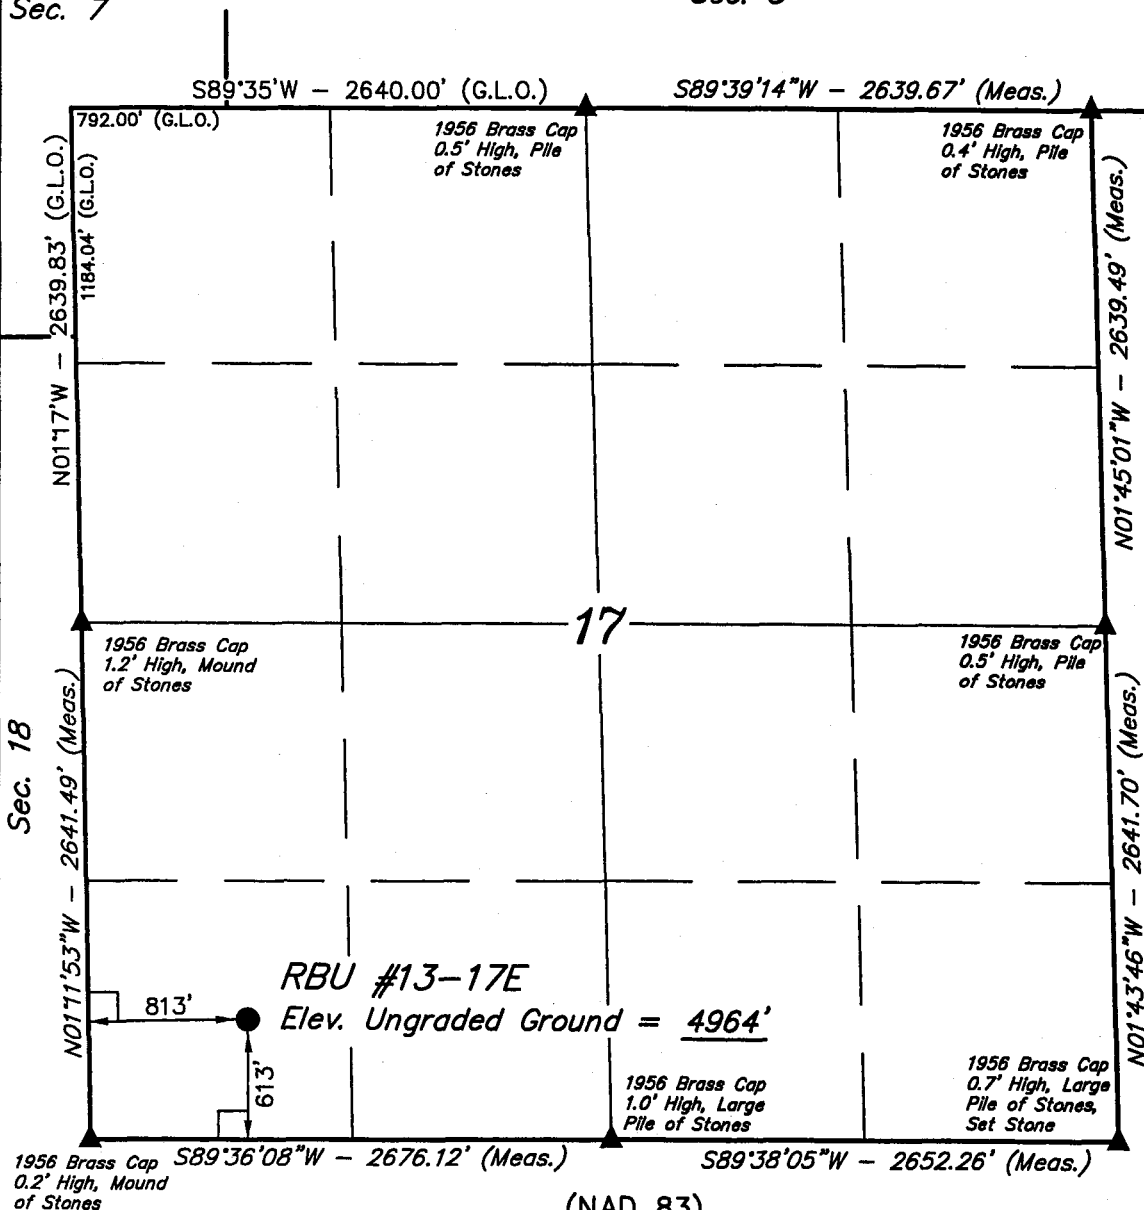 Sec. 7
S89°35'W – 2640.00' (G.L.O.)
S89°39'14"W – 2639.67' (Meas.)
792.00' (G.L.O.)
1184.04' (G.L.O.)
N01°17'W – 2639.83' (G.L.O.)
1956 Brass Cap
0.5' High, Pile
of Stones
1956 Brass Cap
0.4' High, Pile
of Stones
N01°45'01"W – 2639.49' (Meas.)
17
1956 Brass Cap
1.2' High, Mound
of Stones
1956 Brass Cap
0.5' High, Pile
of Stones
Sec. 18
N01°11'53"W – 2641.49' (Meas.)
N01°43'46"W – 2641.70' (Meas.)
RBU #13-17E
Elev. Ungraded Ground = 4964'
813'
613'
1956 Brass Cap
1.0' High, Large
Pile of Stones
1956 Brass Cap
0.7' High, Large
Pile of Stones,
Set Stone
1956 Brass Cap
0.2' High, Mound
of Stones
S89°36'08"W – 2676.12' (Meas.)
S89°38'05"W – 2652.26' (Meas.)
(NAD 83)